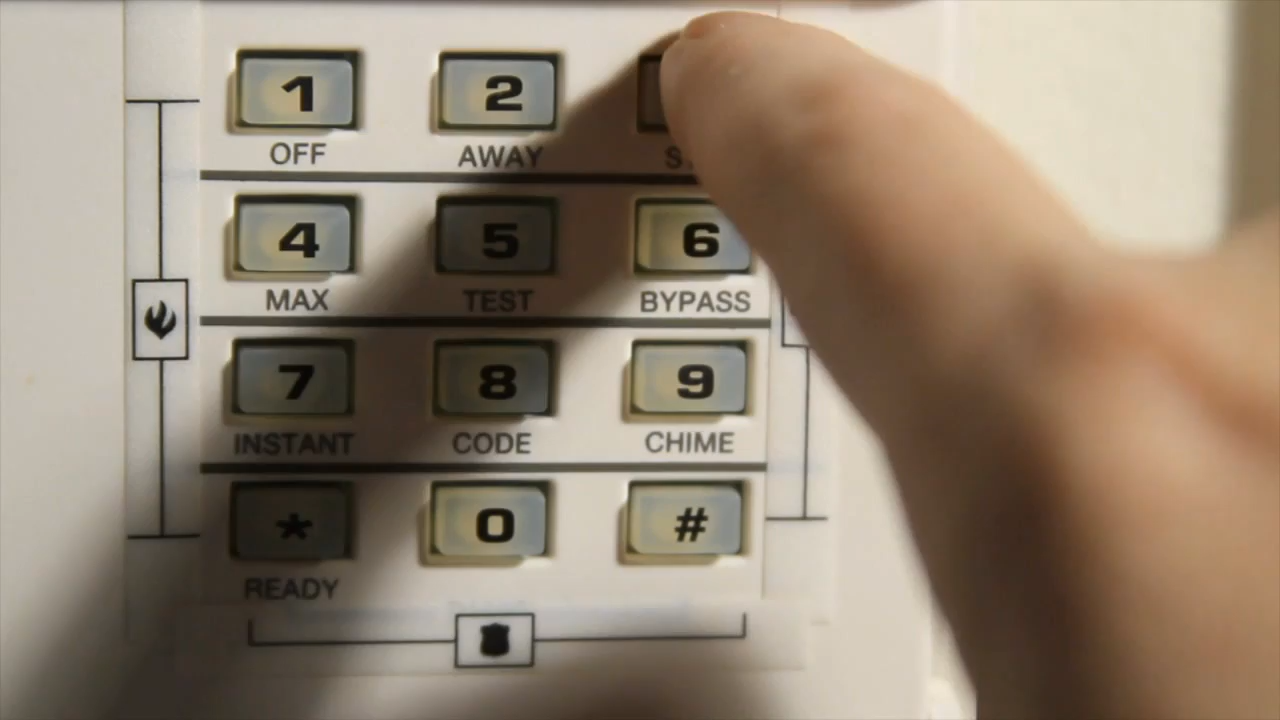 1 2
OFF AWAY
4 5 6
MAX TEST BYPASS
7 8 9
INSTANT CODE CHIME
* 0 #
READY